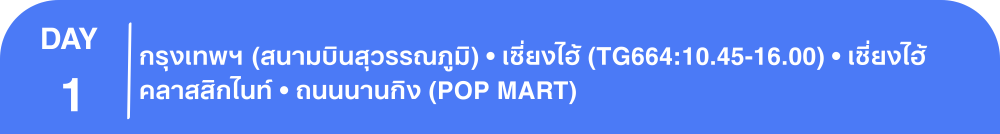 DAY
1
กรุงเทพฯ (สนามบินสุวรรณภูมิ) • เซี่ยงไฮ้ (TG664:10.45-16.00) • เซี่ยงไฮ้
คลาสสิกไนท์ • ถนนนานกิง (POP MART)